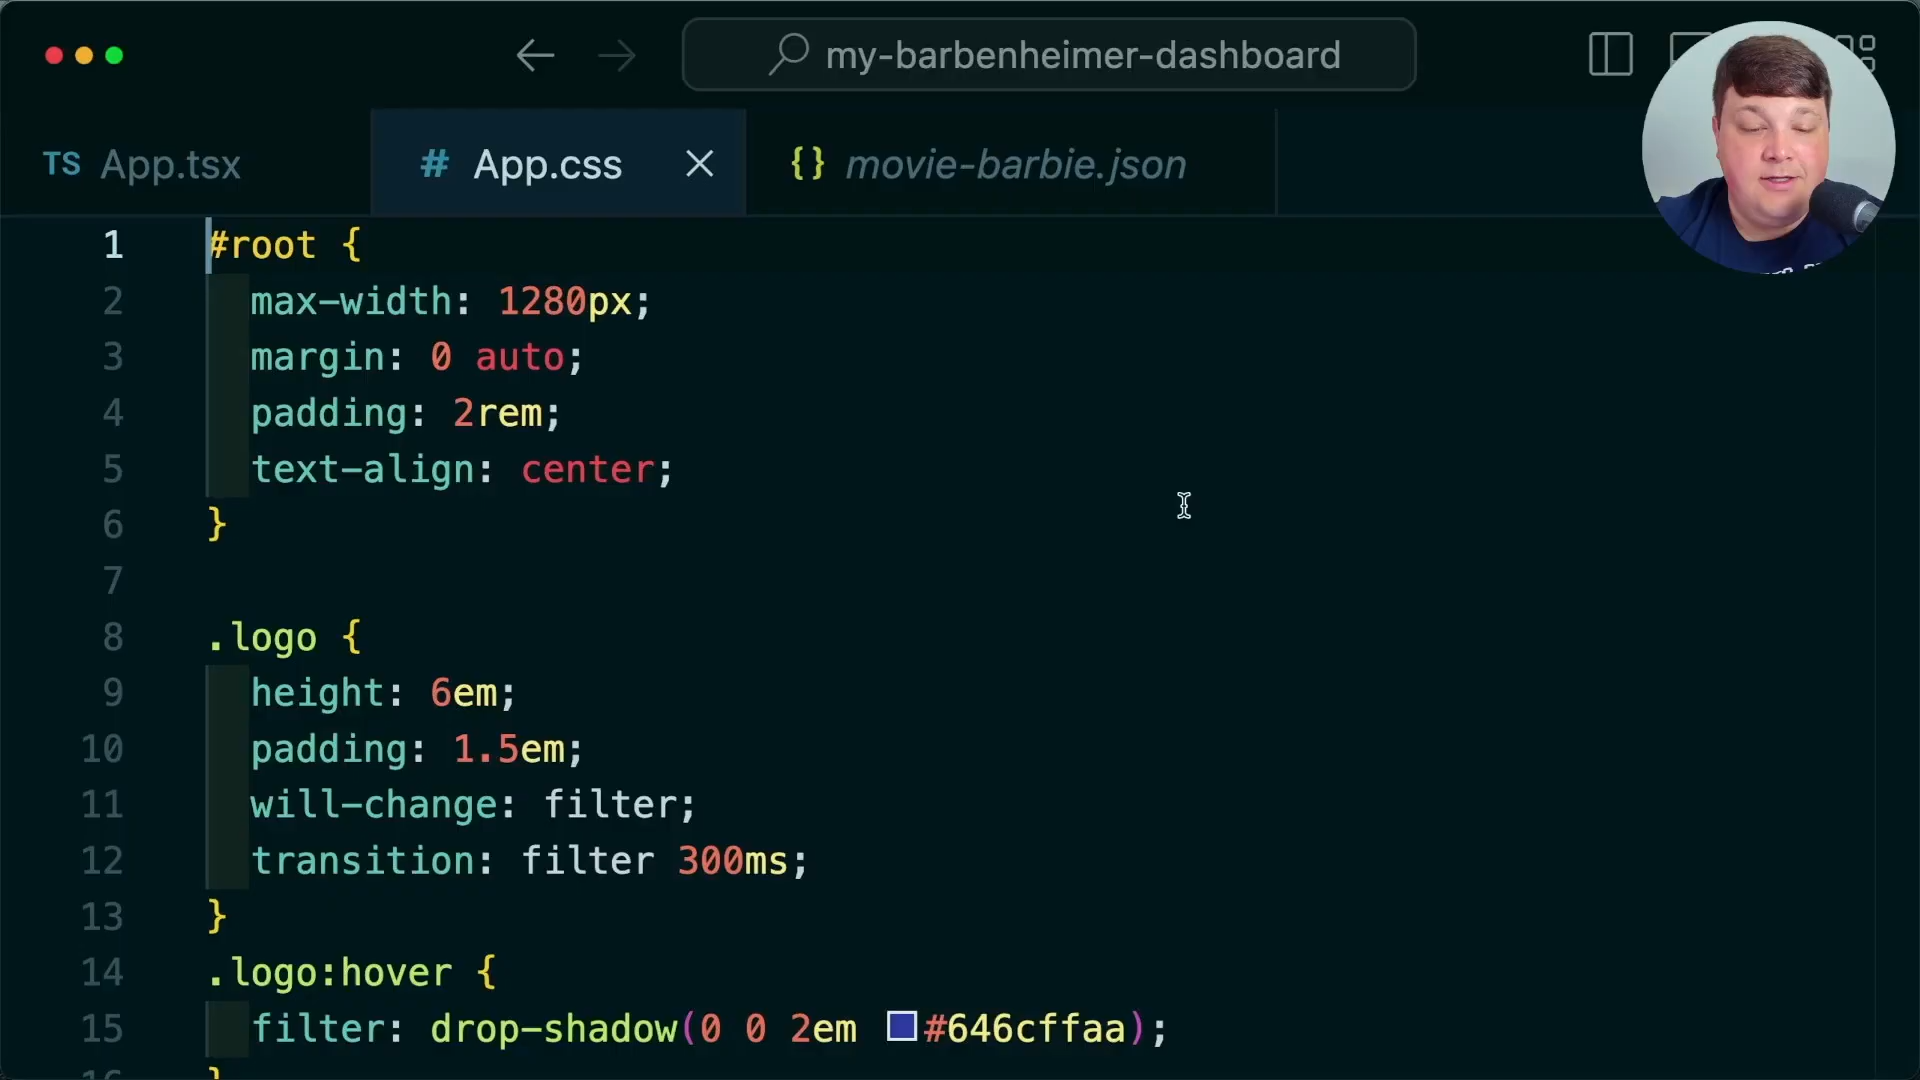 my-barbenheimer-dashboard
TS App.tsx
# App.css
{} movie-barbie.json
1 #root {
2 max-width: 1280px;
3 margin: 0 auto;
4 padding: 2rem;
5 text-align: center;
6 }
7
8 .logo {
9 height: 6em;
10 padding: 1.5em;
11 will-change: filter;
12 transition: filter 300ms;
13 }
14 .logo:hover {
15 filter: drop-shadow(0 0 2em #646cffaa);
16 }